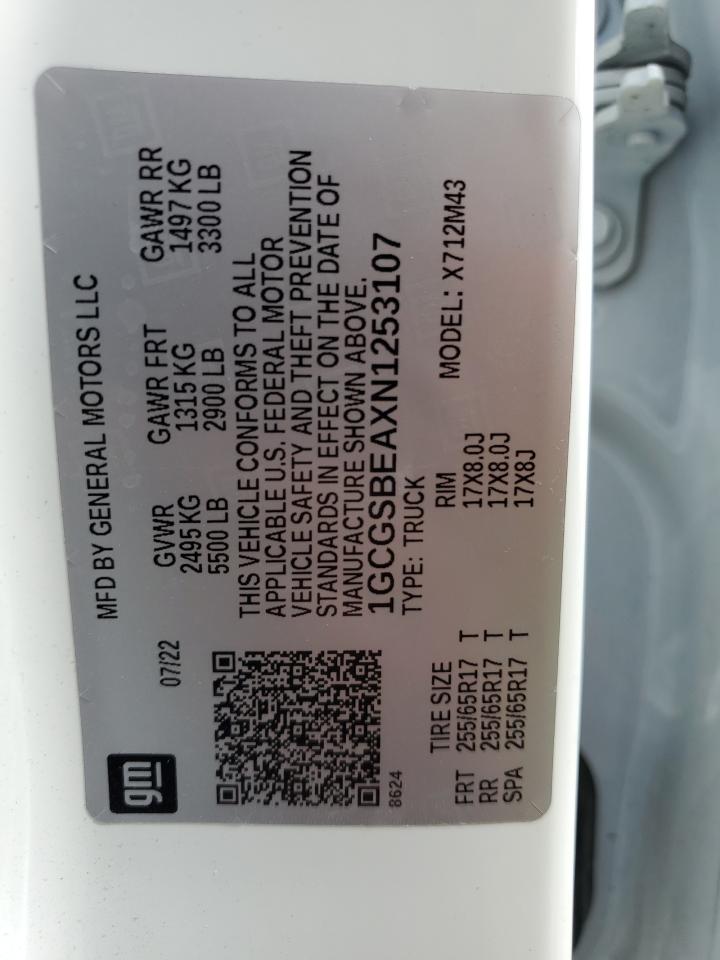 gm
MFD BY GENERAL MOTORS LLC
07/22
GVWR GAWR FRT GAWR RR
2495 KG 1315 KG 1497 KG
5500 LB 2900 LB 3300 LB
THIS VEHICLE CONFORMS TO ALL
APPLICABLE U.S. FEDERAL MOTOR
VEHICLE SAFETY AND THEFT PREVENTION
STANDARDS IN EFFECT ON THE DATE OF
MANUFACTURE SHOWN ABOVE.
1GCGSBEAXN1253107
8624
TYPE: TRUCK
MODEL: X712M43
TIRE SIZE RIM
FRT 255/65R17 T 17X8.0J
RR 255/65R17 T 17X8.0J
SPA 255/65R17 T 17X8J